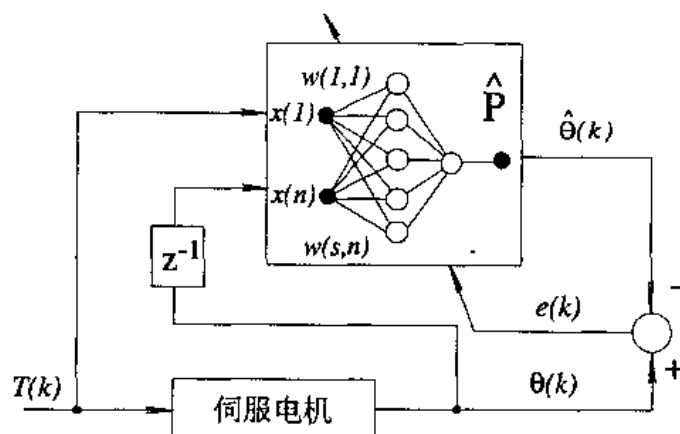 w(1,1)
x(1)
P̂
θ̂(k)
x(n)
w(s,n)
z⁻¹
e(k)
−
+
T(k)
伺服电机
θ(k)